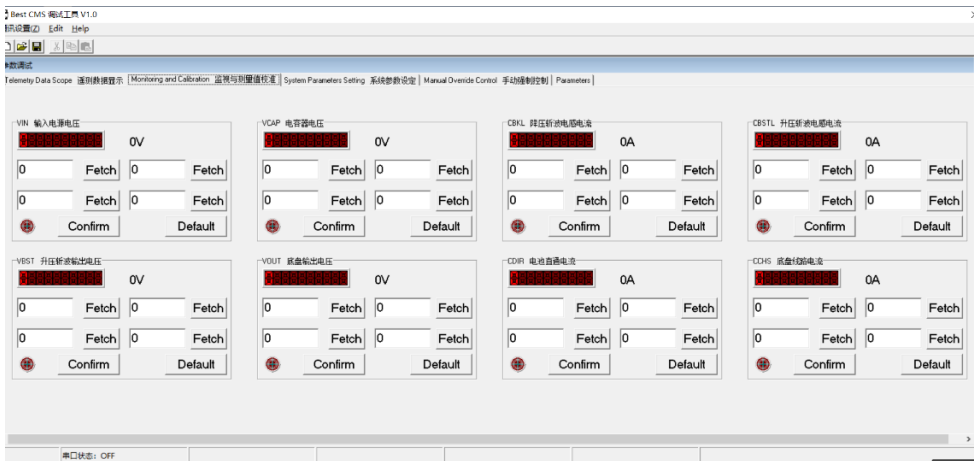 Best CMS 调试工具 V1.0
通讯设置(Z) Edit Help
参数调试
Telemetry Data Scope 遥测数据显示 Monitoring and Calibration 监视与测量值校准 System Parameters Setting 系统参数设定 Manual Override Control 手动强制控制 Parameters
VIN 输入电源电压 VCAP 电容器电压 CBKL 降压斩波电感电流 CBSTL 升压斩波电感电流
0V 0V 0A 0A
0 Fetch 0 Fetch 0 Fetch 0 Fetch 0 Fetch 0 Fetch 0 Fetch 0 Fetch
0 Fetch 0 Fetch 0 Fetch 0 Fetch 0 Fetch 0 Fetch 0 Fetch 0 Fetch
Confirm Default Confirm Default Confirm Default Confirm Default
VBST 升压斩波输出电压 VOUT 底盘输出电压 CDIR 电池直通电流 CCHS 底盘线路电流
0V 0V 0A 0A
0 Fetch 0 Fetch 0 Fetch 0 Fetch 0 Fetch 0 Fetch 0 Fetch 0 Fetch
0 Fetch 0 Fetch 0 Fetch 0 Fetch 0 Fetch 0 Fetch 0 Fetch 0 Fetch
Confirm Default Confirm Default Confirm Default Confirm Default
串口状态: OFF